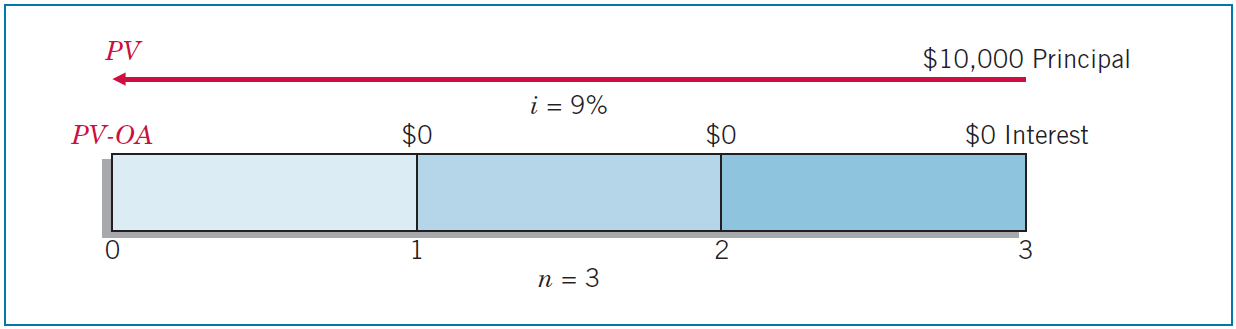 PV
$10,000 Principal
i = 9%
PV-OA $0 $0 $0 Interest
0 1 2 3
n = 3